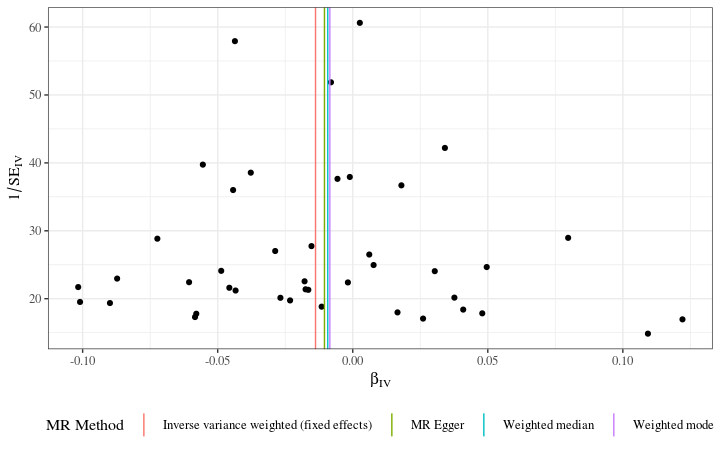 60
50
40
30
20
1/SE_IV
-0.10
-0.05
0.00
0.05
0.10
β_IV
MR Method
Inverse variance weighted (fixed effects)
MR Egger
Weighted median
Weighted mode